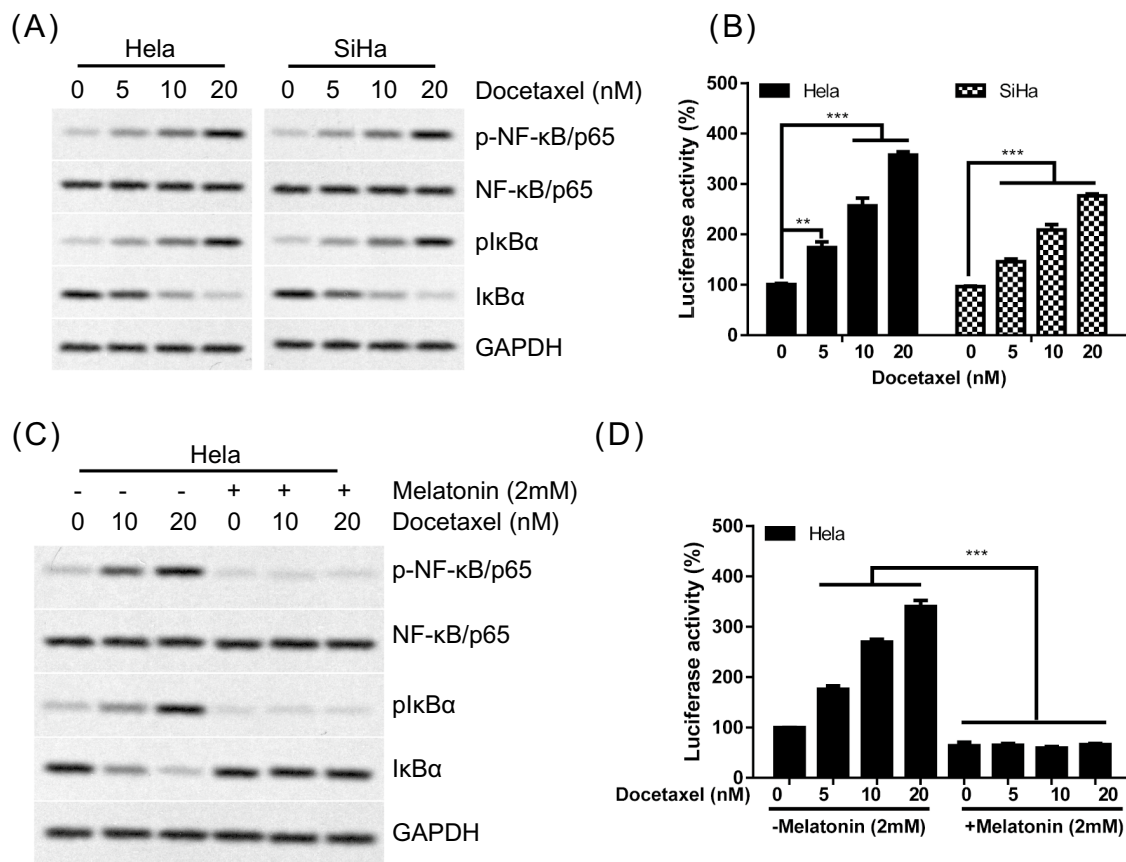 (A)
Hela SiHa
0 5 10 20 0 5 10 20 Docetaxel (nM)
p-NF-κB/p65
NF-κB/p65
pIκBα
IκBα
GAPDH
(B)
Hela SiHa
Luciferase activity (%)
500
400
300
200
100
0
***
**
***
0 5 10 20 0 5 10 20
Docetaxel (nM)
(C)
Hela
- - - + + + Melatonin (2mM)
0 10 20 0 10 20 Docetaxel (nM)
p-NF-κB/p65
NF-κB/p65
pIκBα
IκBα
GAPDH
(D)
Hela
Luciferase activity (%)
500
400
300
200
100
0
***
Docetaxel (nM) 0 5 10 20 0 5 10 20
-Melatonin (2mM) +Melatonin (2mM)